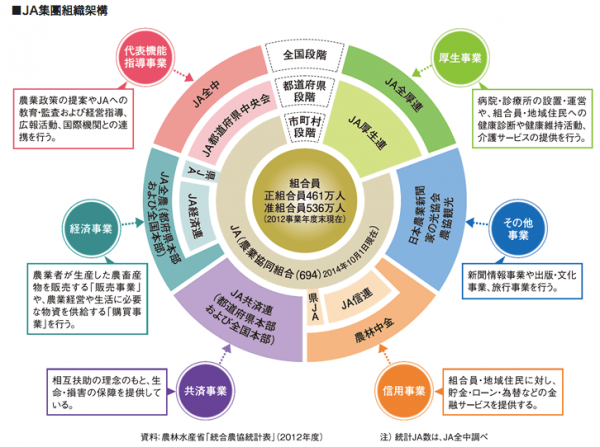 ■JA集團組織架構
代表機能
指導事業
農業政策の提案やJAへの
教育・監査および経営指導、
広報活動、国際機関との連
携を行う。
厚生事業
病院・診療所の設置・運営
や、組合員・地域住民への
健康診断や健康維持活動、
介護サービスの提供を行う。
全国段階
都道府県
段階
市町村
段階
JA全中
JA都道府県中央会
JA全厚連
JA厚生連
県JA
JA経済連
JA全農(都府県本部
および全国本部)
組合員
正組合員461万人
准組合員536万人
(2012事業年度末現在)
JA(農業協同組合(694) 2014年10月1日現在)
日本農業新聞
家の光協会
農協観光
経済事業
農業者が生産した農畜産
物を販売する「販売事業」
や、農業経営や生活に必要
な物資を供給する「購買事
業」を行う。
その他
事業
新聞情報事業や出版・文化
事業、旅行事業を行う。
JA共済連
(都道府県本部
および全国本部)
県JA
JA信連
農林中金
共済事業
相互扶助の理念のもと、生
命・損害の保障を提供して
いる。
信用事業
組合員・地域住民に対し、
貯金・ローン・為替などの金
融サービスを提供する。
資料:農林水産省「統合農協統計表」(2012年度)
注) 統計JA数は、JA全中調べ